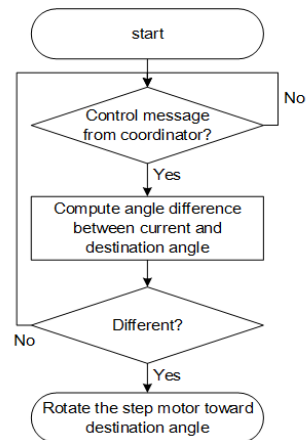 start
Control message
from coordinator?
No
Yes
Compute angle difference
between current and
destination angle
Different?
No
Yes
Rotate the step motor toward
destination angle